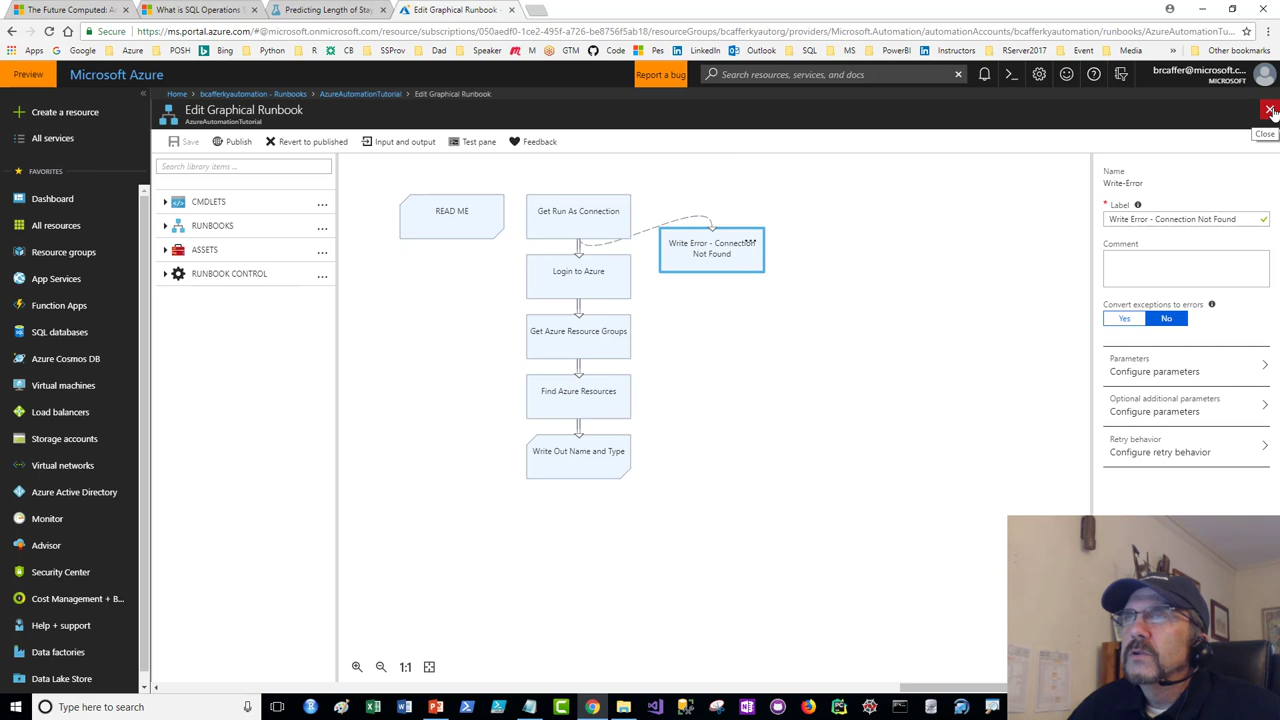 The Future Computed: A
What is SQL Operations S
Predicting Length of Stay
Edit Graphical Runbook -
Secure
https://ms.portal.azure.com/#@microsoft.onmicrosoft.com/resource/subscriptions/050aedf0-1ce2-495f-a726-be8756f5ab18/resourceGroups/bcafferkyautorg/providers/Microsoft.Automation/automationAccounts/bcafferkyautomation/runbooks/AzureAutomationTu
Apps Google Azure POSH Bing Python R CB SSProv Dad Speaker M GTM Code Pes LinkedIn Outlook SQL MS PowerBI Instructors RServer2017 Event Media Other bookmarks
Preview
Microsoft Azure
Report a bug
Search resources, services, and docs
brcaffer@microsoft.c...
MICROSOFT
Home > bcafferkyautomation - Runbooks > AzureAutomationTutorial > Edit Graphical Runbook
Edit Graphical Runbook
AzureAutomationTutorial
Close
Save Publish Revert to published Input and output Test pane Feedback
Create a resource
All services
FAVORITES
Dashboard
All resources
Resource groups
App Services
Function Apps
SQL databases
Azure Cosmos DB
Virtual machines
Load balancers
Storage accounts
Virtual networks
Azure Active Directory
Monitor
Advisor
Security Center
Cost Management + B...
Help + support
Data factories
Data Lake Store
Search library items ...
CMDLETS ...
RUNBOOKS ...
ASSETS ...
RUNBOOK CONTROL ...
READ ME
Get Run As Connection
Write Error - Connection
Not Found
Login to Azure
Get Azure Resource Groups
Find Azure Resources
Write Out Name and Type
1:1
Name
Write-Error
* Label
Write Error - Connection Not Found
Comment
Convert exceptions to errors
Yes No
Parameters
Configure parameters
Optional additional parameters
Configure parameters
Retry behavior
Configure retry behavior
Type here to search